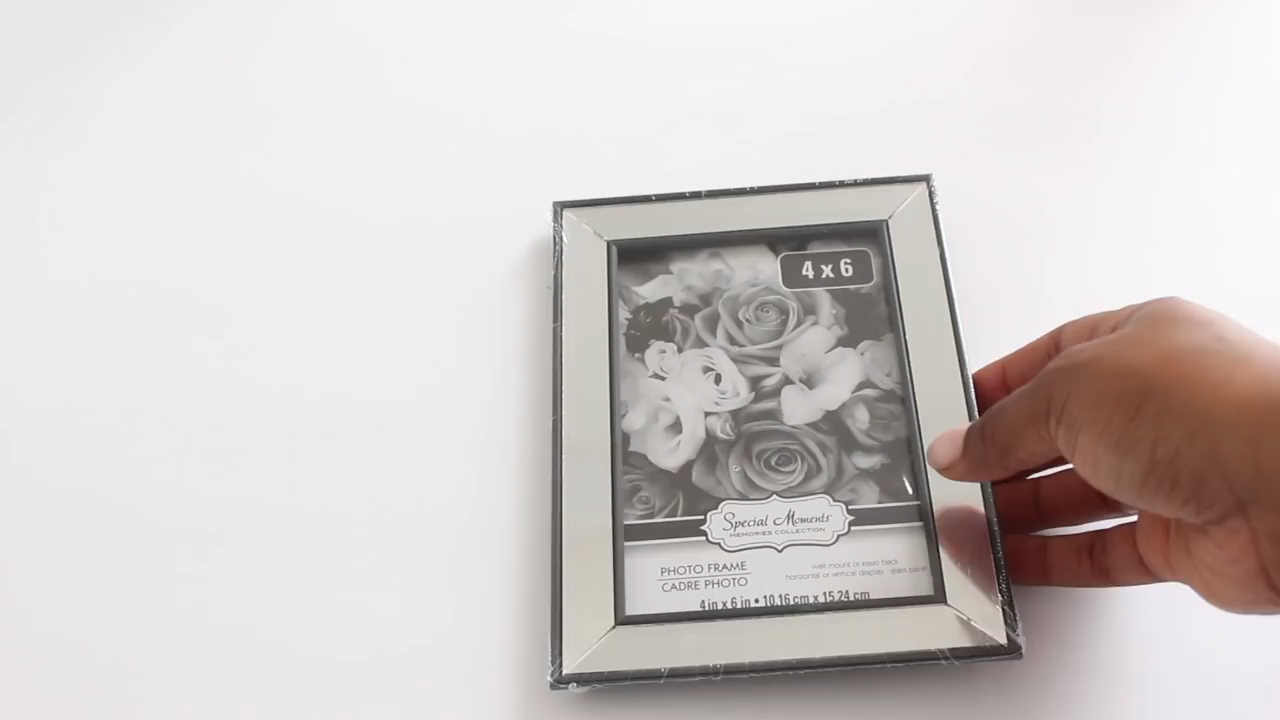 4 x 6
Special Moments
MEMORIES COLLECTION
PHOTO FRAME
CADRE PHOTO
wall mount or easel back
horizontal or vertical display · glass pane
4 in x 6 in • 10.16 cm x 15.24 cm